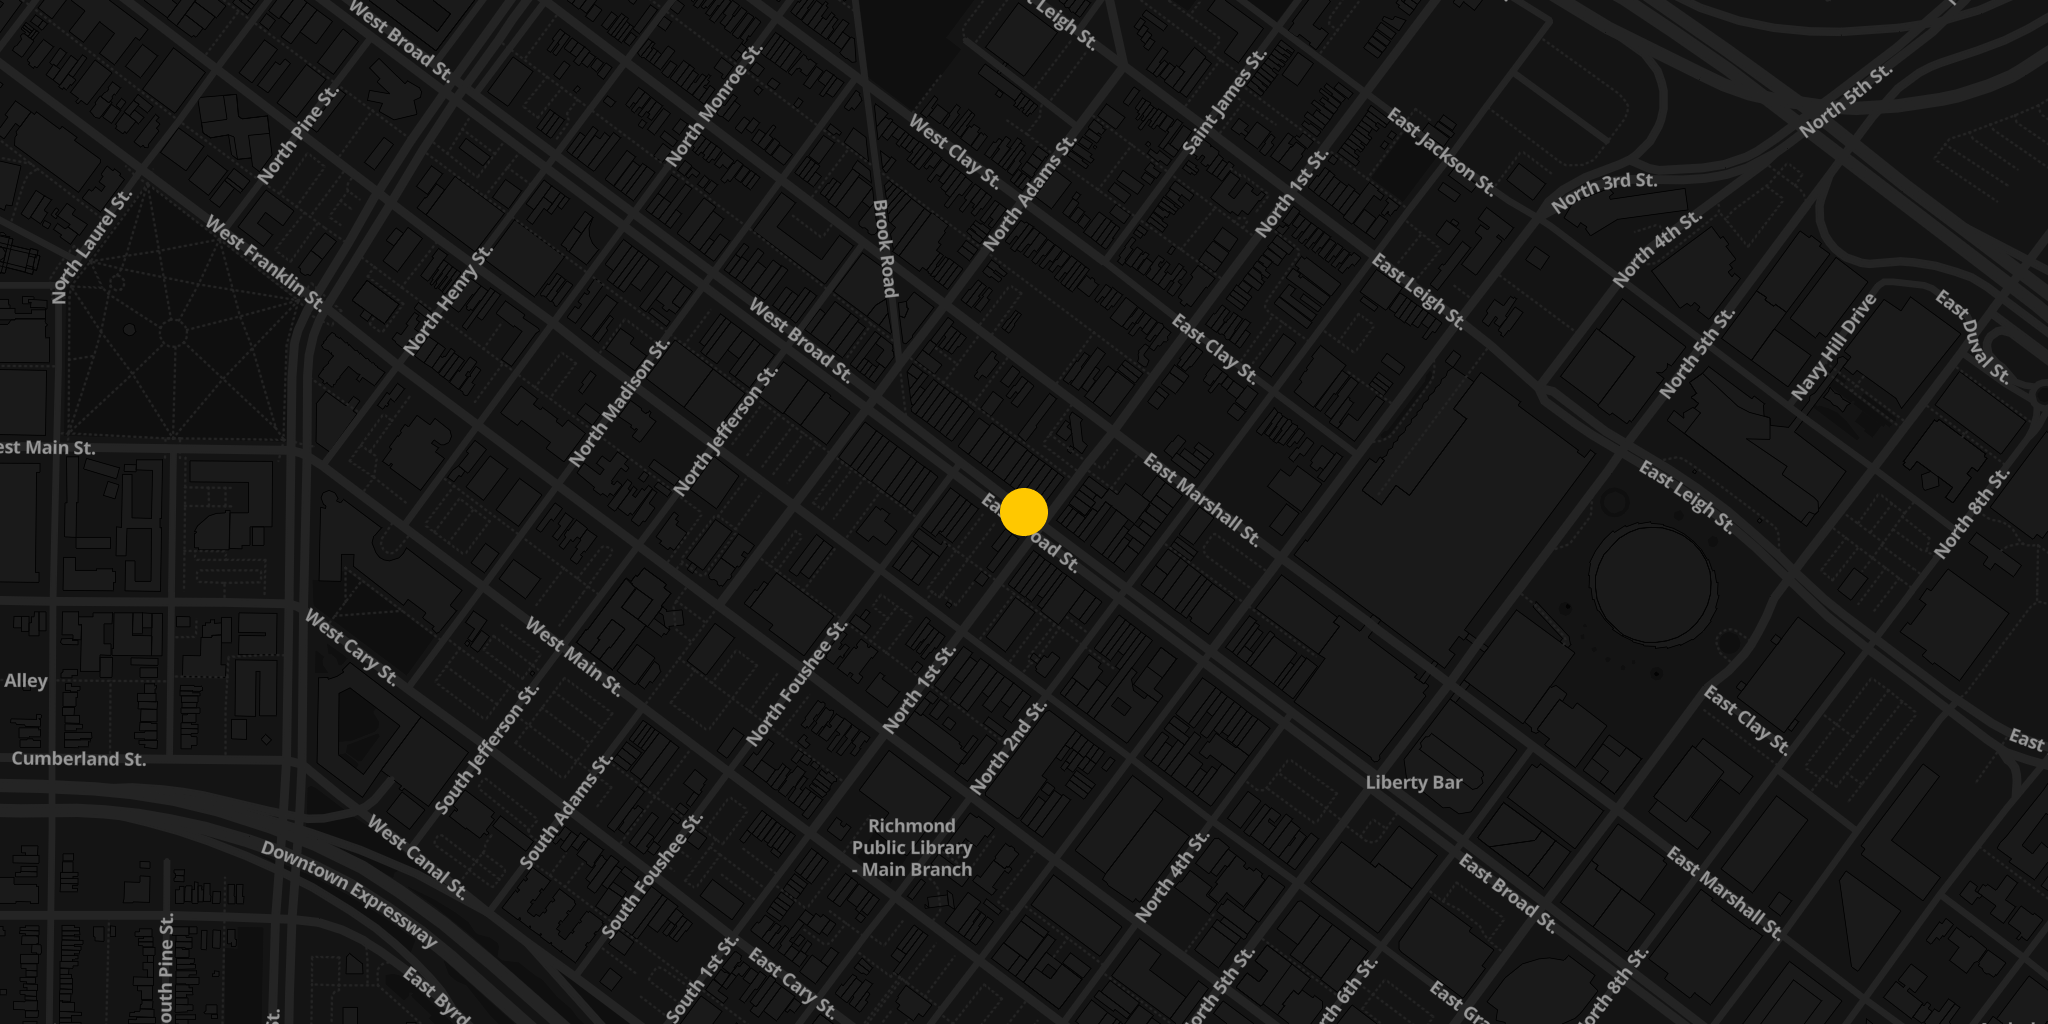 West Broad St.
t Leigh St.
North 5th St.
North Pine St.
North Monroe St.
Saint James St.
West Clay St.
East Jackson St.
North Adams St.
North 1st St.
North 3rd St.
North Laurel St.
West Franklin St.
Brook Road
North 4th St.
North Henry St.
East Leigh St.
West Broad St.
East Clay St.
North 5th St.
Navy Hill Drive
East Duval St.
North Madison St.
North Jefferson St.
est Main St.
East Marshall St.
East Leigh St.
North 8th St.
Ea
oad St.
West Cary St.
West Main St.
North Foushee St.
North 1st St.
Alley
South Jefferson St.
North 2nd St.
East Clay St.
East
Cumberland St.
South Adams St.
Liberty Bar
West Canal St.
South Foushee St.
Richmond
Public Library
- Main Branch
North 4th St.
Downtown Expressway
East Broad St.
East Marshall St.
outh Pine St.
East Byrd
South 1st St.
East Cary St.
orth 5th St.
rth 6th St.
East Gra
orth 8th St.
St.